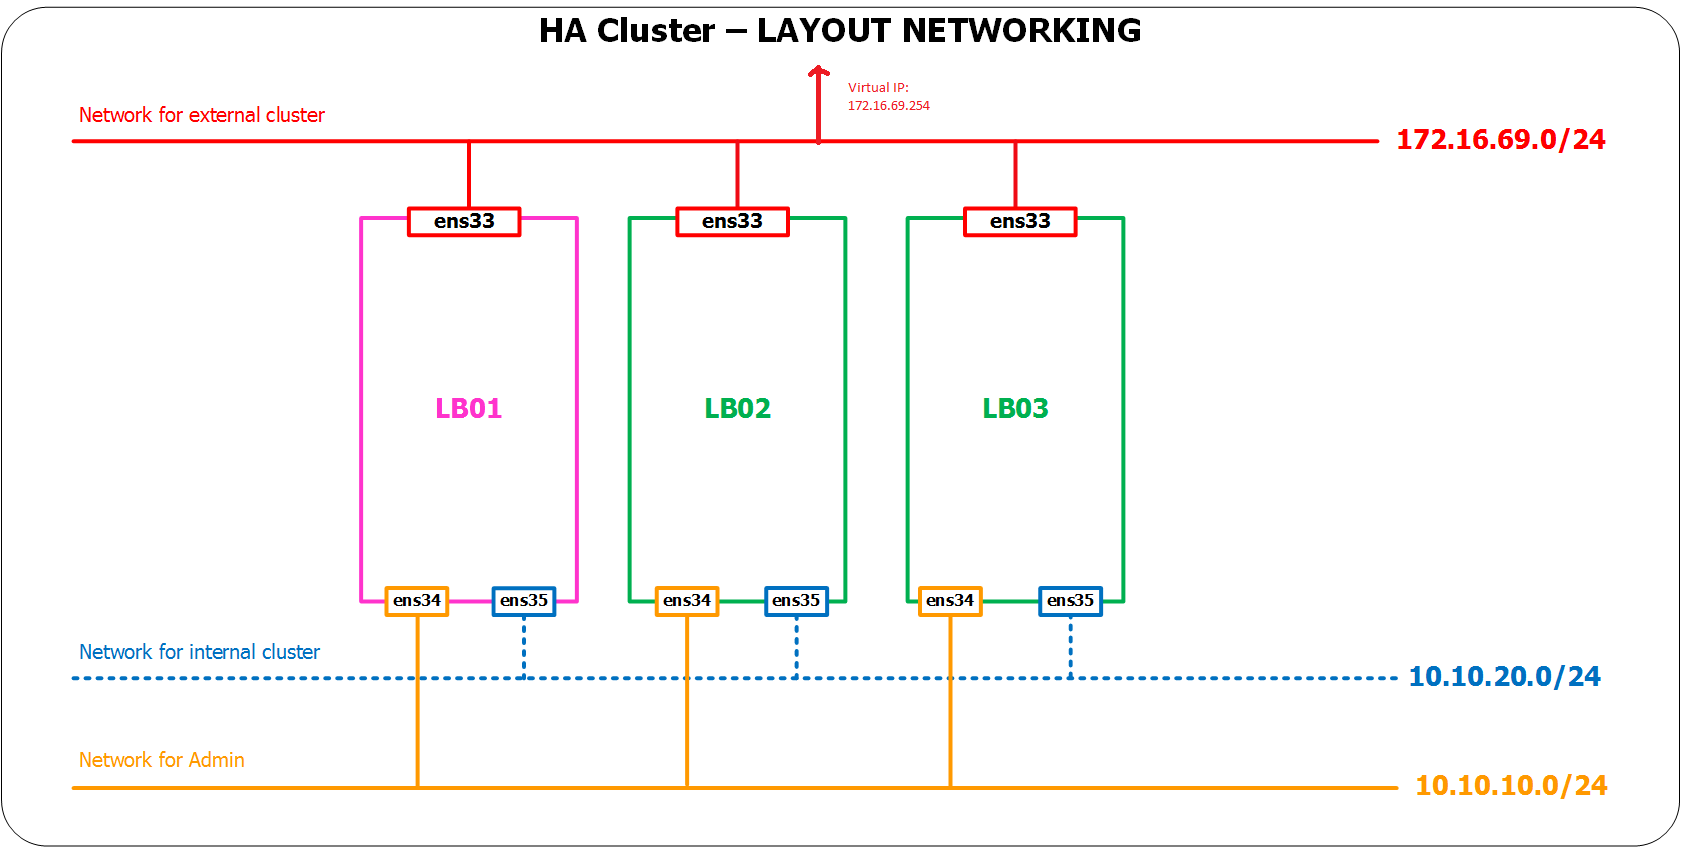 HA Cluster – LAYOUT NETWORKING
Virtual IP:
172.16.69.254
Network for external cluster
172.16.69.0/24
ens33
ens33
ens33
LB01
LB02
LB03
ens34
ens35
ens34
ens35
ens34
ens35
Network for internal cluster
10.10.20.0/24
Network for Admin
10.10.10.0/24